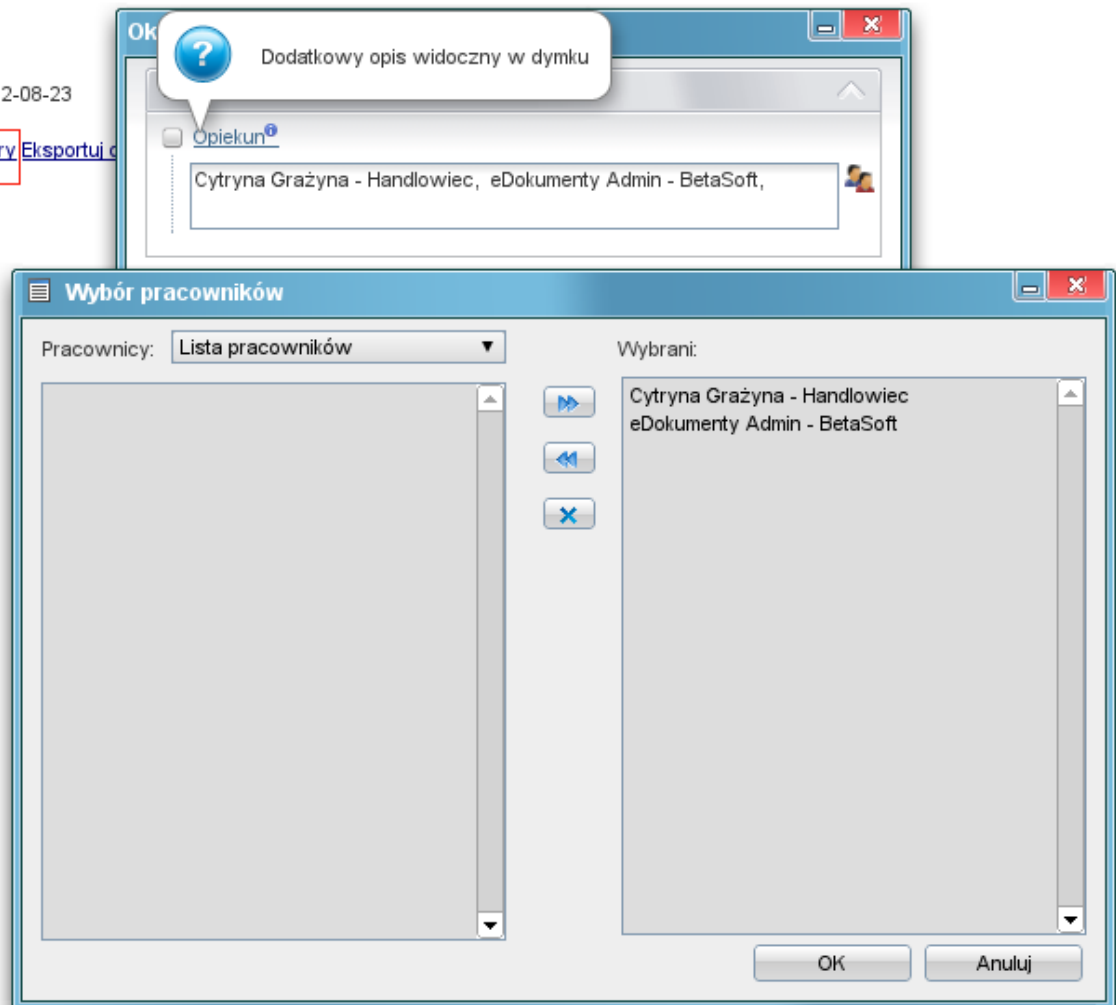 Ok
Dodatkowy opis widoczny w dymku
2-08-23
ry Eksportuj
Opiekun
Cytryna Grażyna - Handlowiec, eDokumenty Admin - BetaSoft,
Wybór pracowników
Pracownicy: Lista pracowników
Wybrani:
Cytryna Grażyna - Handlowiec
eDokumenty Admin - BetaSoft
OK Anuluj